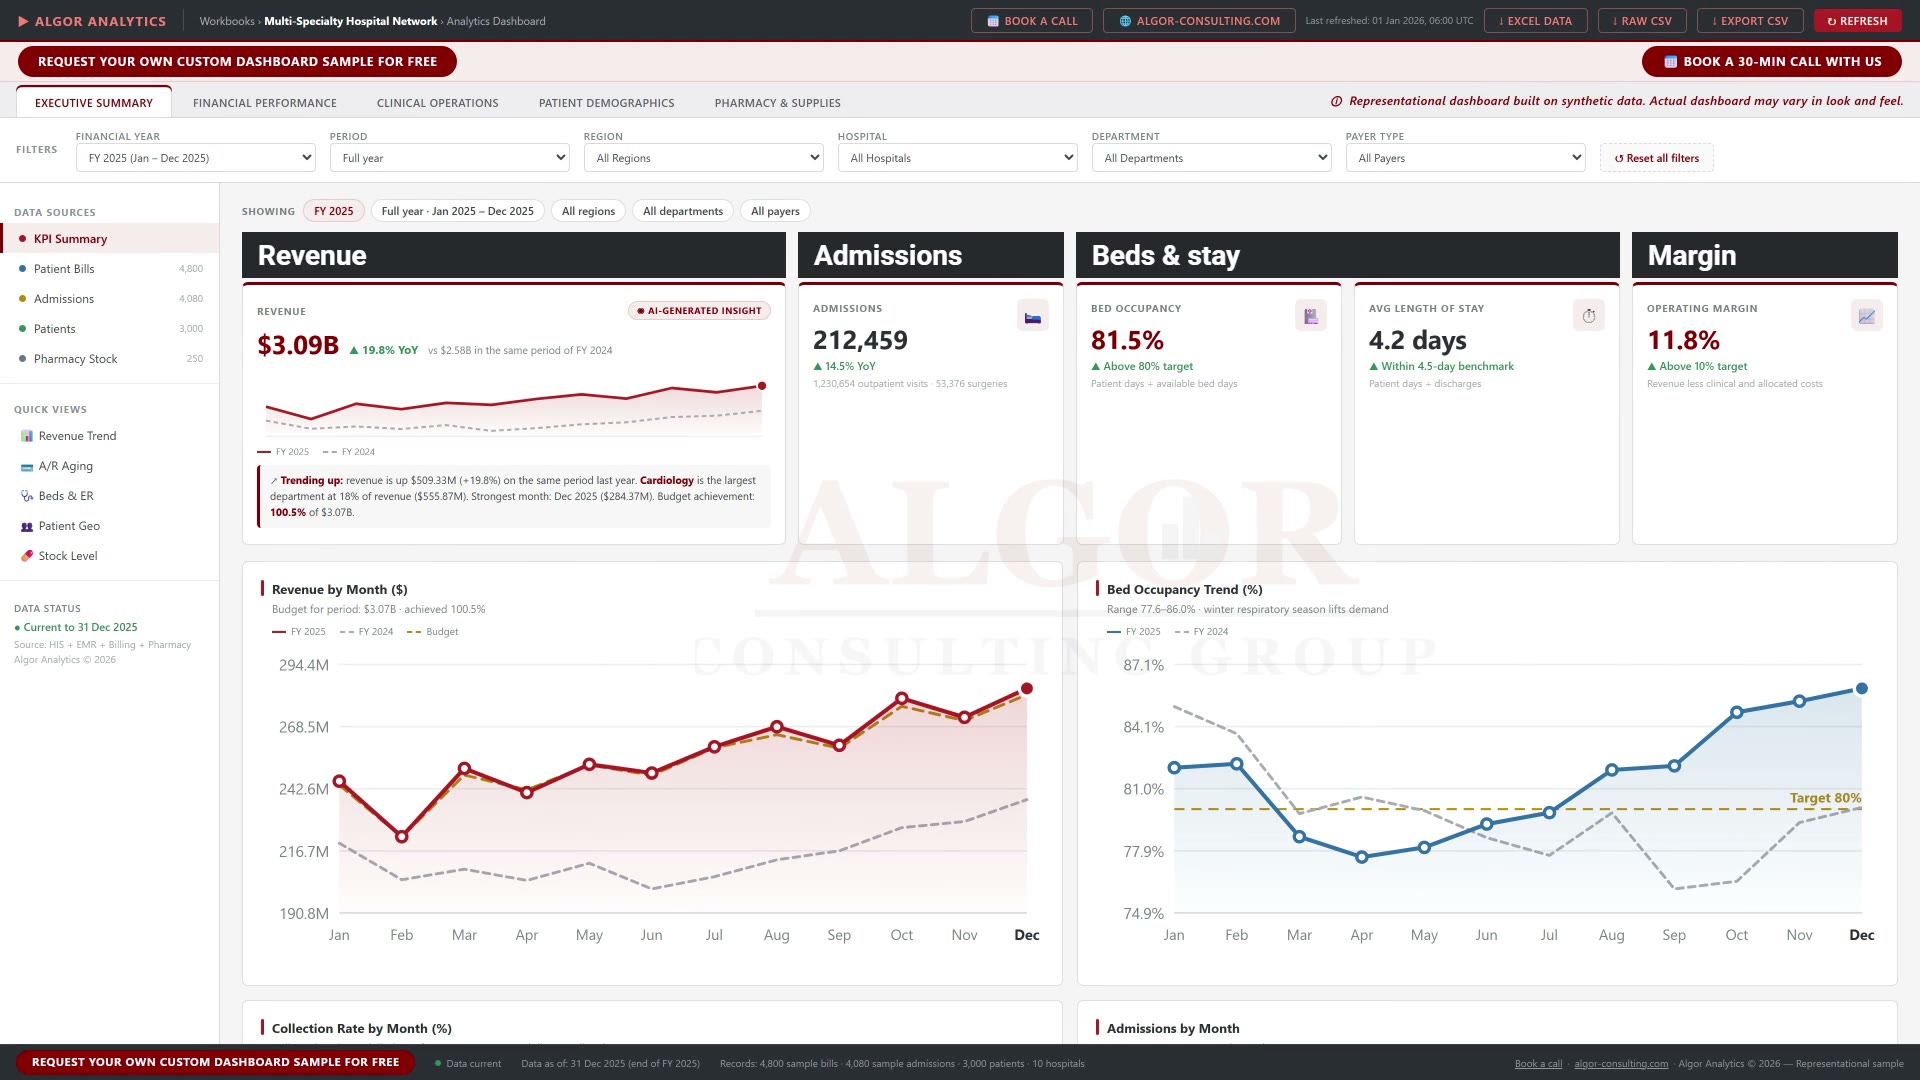 ▶ ALGOR ANALYTICS
Workbooks › Multi-Specialty Hospital Network › Analytics Dashboard
BOOK A CALL
ALGOR-CONSULTING.COM
Last refreshed: 01 Jan 2026, 06:00 UTC
↓ EXCEL DATA
↓ RAW CSV
↓ EXPORT CSV
↻ REFRESH
REQUEST YOUR OWN CUSTOM DASHBOARD SAMPLE FOR FREE
BOOK A 30-MIN CALL WITH US
EXECUTIVE SUMMARY
FINANCIAL PERFORMANCE
CLINICAL OPERATIONS
PATIENT DEMOGRAPHICS
PHARMACY & SUPPLIES
ⓘ Representational dashboard built on synthetic data. Actual dashboard may vary in look and feel.
FILTERS
FINANCIAL YEAR
FY 2025 (Jan – Dec 2025)
PERIOD
Full year
REGION
All Regions
HOSPITAL
All Hospitals
DEPARTMENT
All Departments
PAYER TYPE
All Payers
↺ Reset all filters
DATA SOURCES
KPI Summary
Patient Bills 4,800
Admissions 4,080
Patients 3,000
Pharmacy Stock 250
QUICK VIEWS
Revenue Trend
A/R Aging
Beds & ER
Patient Geo
Stock Level
DATA STATUS
● Current to 31 Dec 2025
Source: HIS + EMR + Billing + Pharmacy
Algor Analytics © 2026
SHOWING
FY 2025
Full year · Jan 2025 – Dec 2025
All regions
All departments
All payers
Revenue
Admissions
Beds & stay
Margin
REVENUE
AI-GENERATED INSIGHT
$3.09B ▲ 19.8% YoY vs $2.58B in the same period of FY 2024
FY 2025
FY 2024
↗ Trending up: revenue is up $509.33M (+19.8%) on the same period last year. Cardiology is the largest
department at 18% of revenue ($555.87M). Strongest month: Dec 2025 ($284.37M). Budget achievement:
100.5% of $3.07B.
ADMISSIONS
212,459
▲ 14.5% YoY
1,230,654 outpatient visits · 53,376 surgeries
BED OCCUPANCY
81.5%
▲ Above 80% target
Patient days ÷ available bed days
AVG LENGTH OF STAY
4.2 days
▲ Within 4.5-day benchmark
Patient days ÷ discharges
OPERATING MARGIN
11.8%
▲ Above 10% target
Revenue less clinical and allocated costs
ALGOR
CONSULTING GROUP
Revenue by Month ($)
Budget for period: $3.07B · achieved 100.5%
FY 2025
FY 2024
Budget
294.4M
268.5M
242.6M
216.7M
190.8M
Jan Feb Mar Apr May Jun Jul Aug Sep Oct Nov Dec
Bed Occupancy Trend (%)
Range 77.6–86.0% · winter respiratory season lifts demand
FY 2025
FY 2024
87.1%
84.1%
81.0%
Target 80%
77.9%
74.9%
Jan Feb Mar Apr May Jun Jul Aug Sep Oct Nov Dec
Collection Rate by Month (%)
Admissions by Month
REQUEST YOUR OWN CUSTOM DASHBOARD SAMPLE FOR FREE
● Data current
Data as of: 31 Dec 2025 (end of FY 2025)
Records: 4,800 sample bills · 4,080 sample admissions · 3,000 patients · 10 hospitals
Book a call · algor-consulting.com · Algor Analytics © 2026 — Representational sample